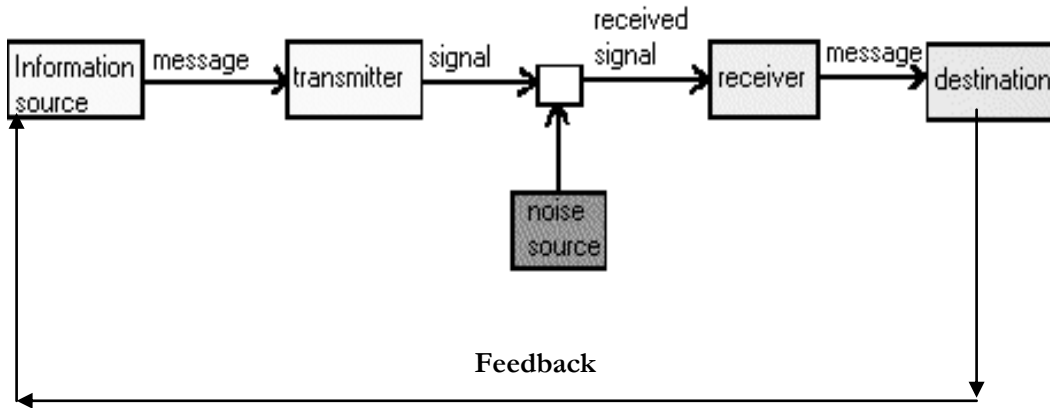 Information
source
message
transmitter
signal
received
signal
receiver
message
destination
noise
source
Feedback